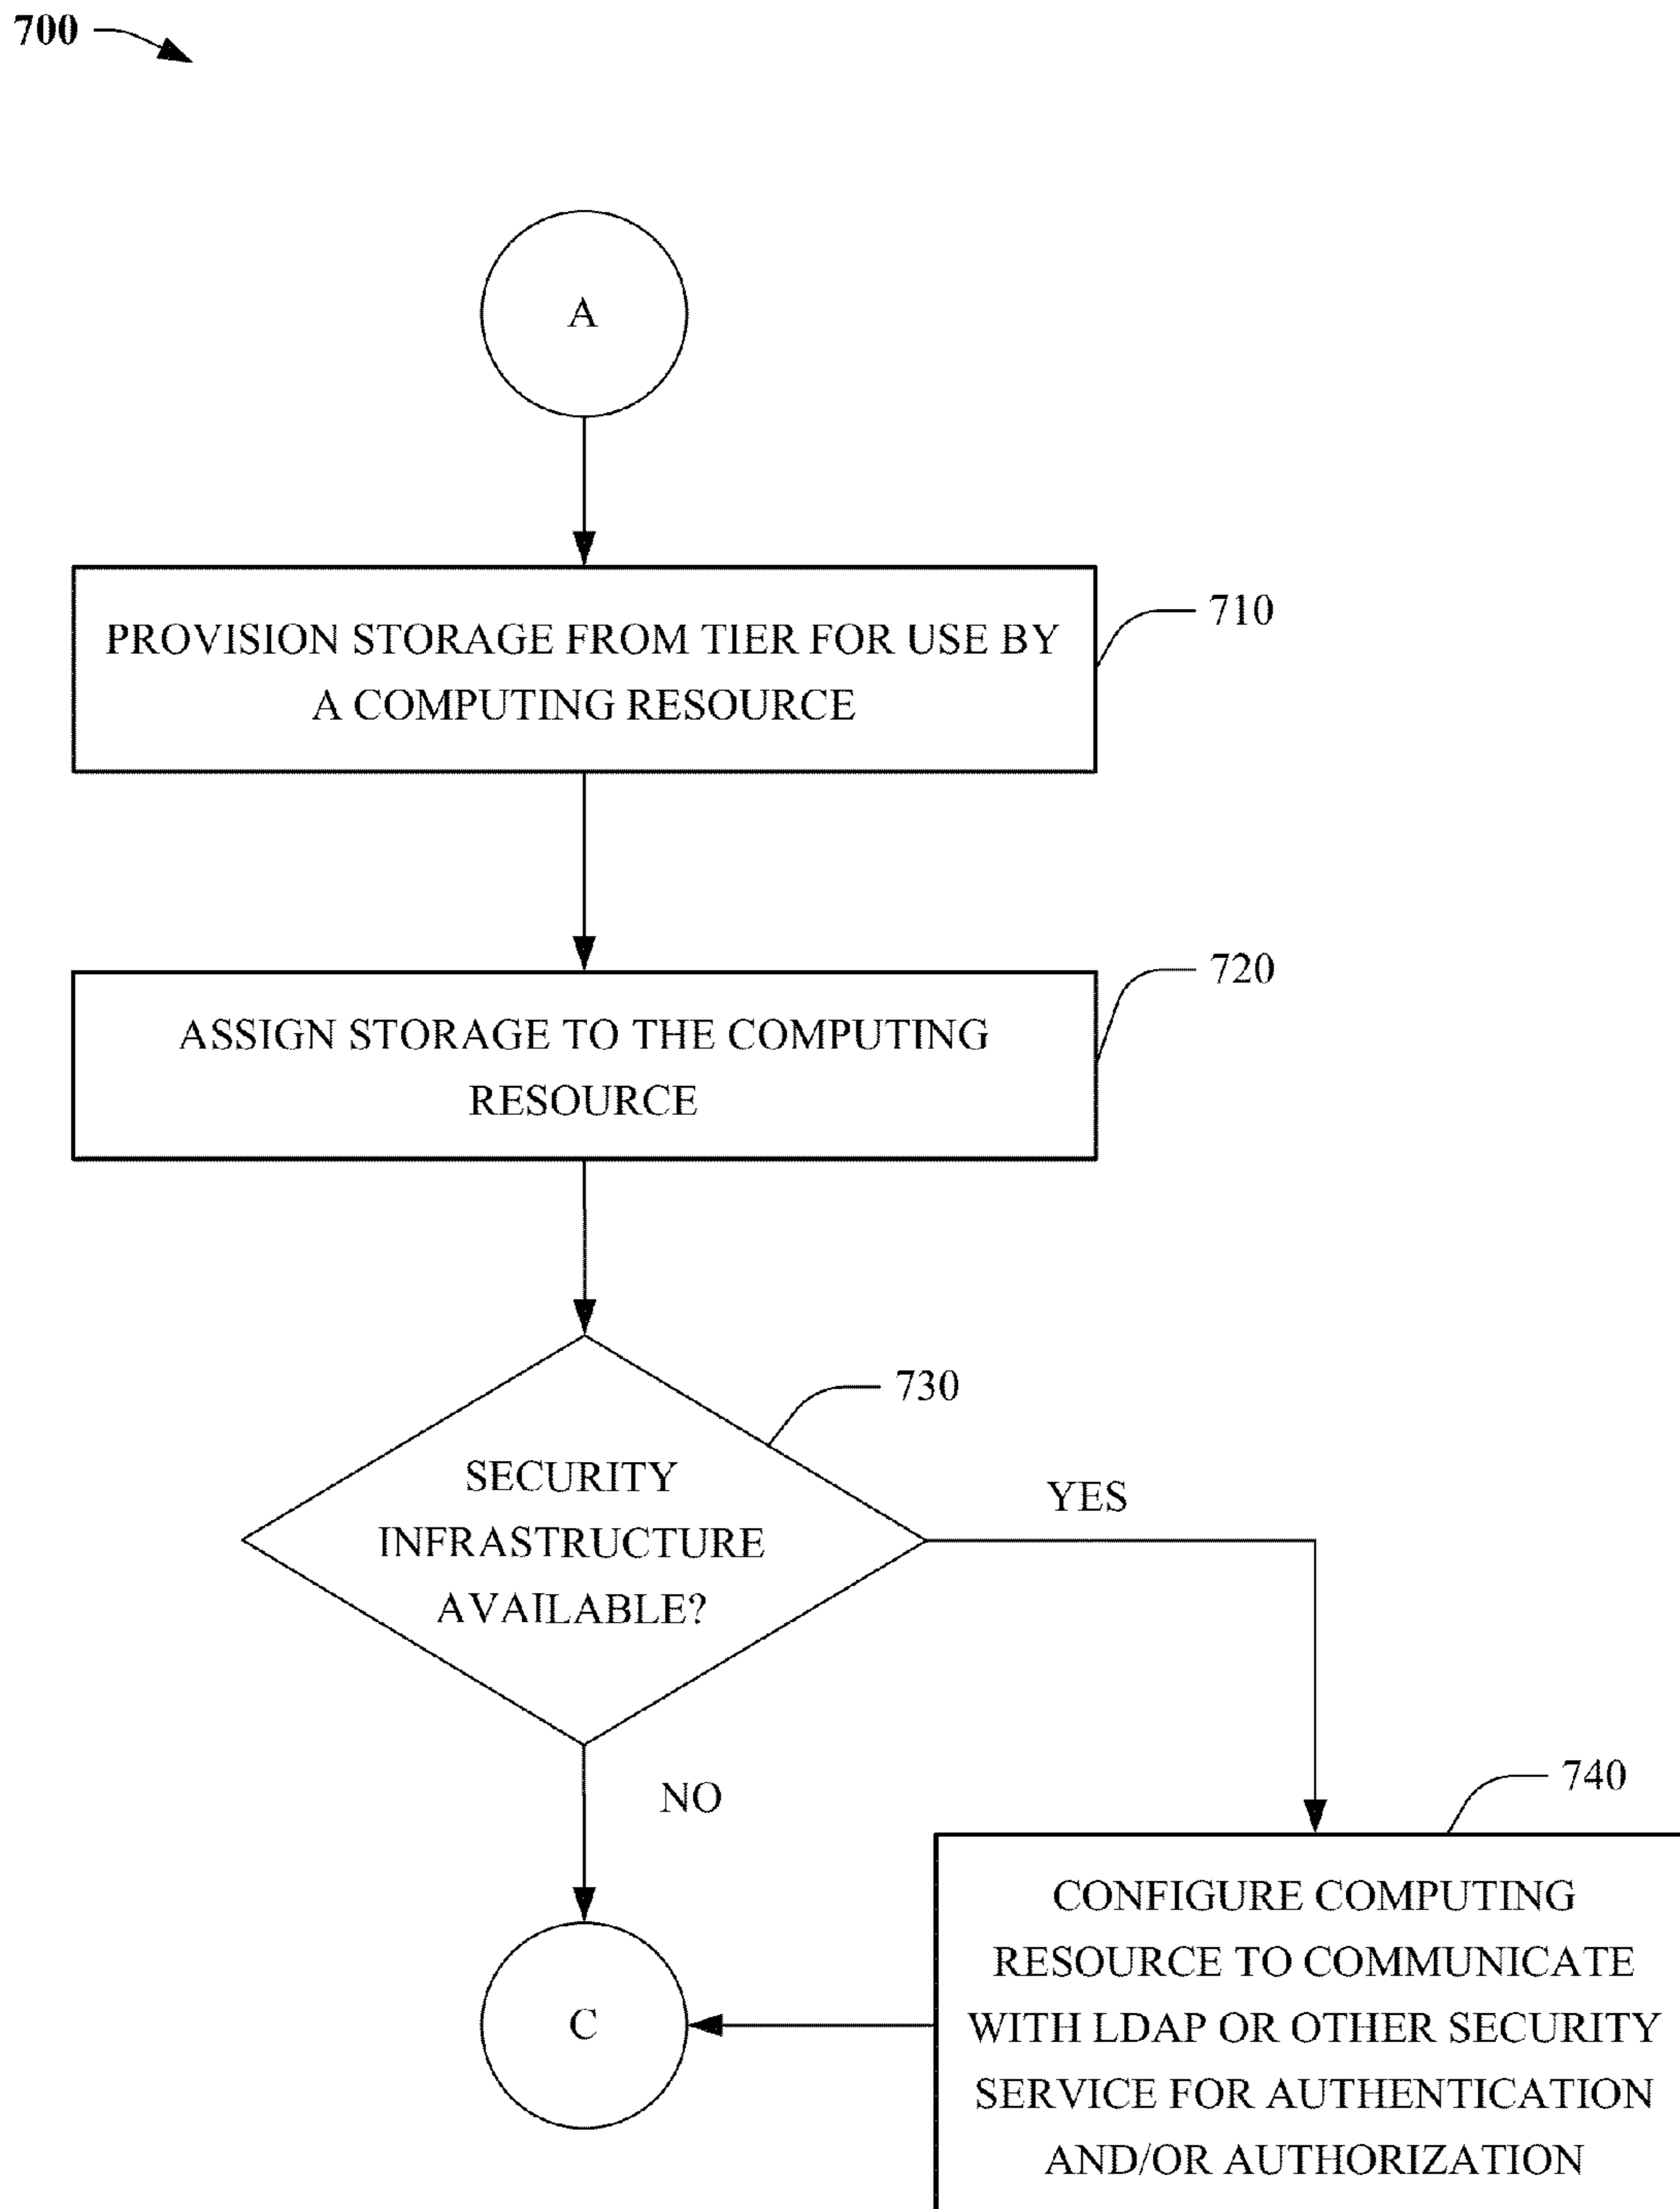 700
A
PROVISION STORAGE FROM TIER FOR USE BY
A COMPUTING RESOURCE
710
ASSIGN STORAGE TO THE COMPUTING
RESOURCE
720
SECURITY
INFRASTRUCTURE
AVAILABLE?
730
YES
NO
740
CONFIGURE COMPUTING
RESOURCE TO COMMUNICATE
WITH LDAP OR OTHER SECURITY
SERVICE FOR AUTHENTICATION
AND/OR AUTHORIZATION
C